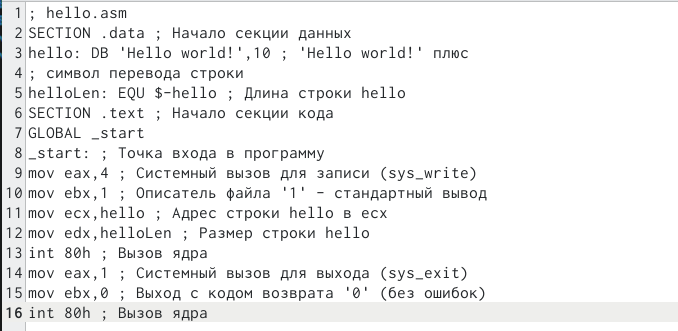 1 ; hello.asm
2 SECTION .data ; Начало секции данных
3 hello: DB 'Hello world!',10 ; 'Hello world!' плюс
4 ; символ перевода строки
5 helloLen: EQU $-hello ; Длина строки hello
6 SECTION .text ; Начало секции кода
7 GLOBAL _start
8 _start: ; Точка входа в программу
9 mov eax,4 ; Системный вызов для записи (sys_write)
10 mov ebx,1 ; Описатель файла '1' - стандартный вывод
11 mov ecx,hello ; Адрес строки hello в ecx
12 mov edx,helloLen ; Размер строки hello
13 int 80h ; Вызов ядра
14 mov eax,1 ; Системный вызов для выхода (sys_exit)
15 mov ebx,0 ; Выход с кодом возврата '0' (без ошибок)
16 int 80h ; Вызов ядра